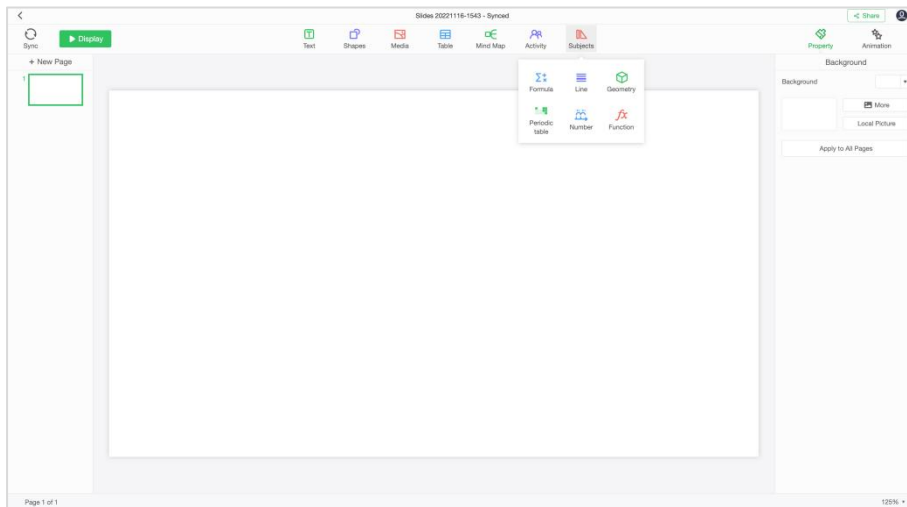 Slides 20221116-1543 - Synced
Share
Sync
Display
Text
Shapes
Media
Table
Mind Map
Activity
Subjects
Property
Animation
+ New Page
Background
1
Background
More
Local Picture
Apply to All Pages
Formula
Line
Geometry
Periodic
table
Number
Function
Page 1 of 1
125%